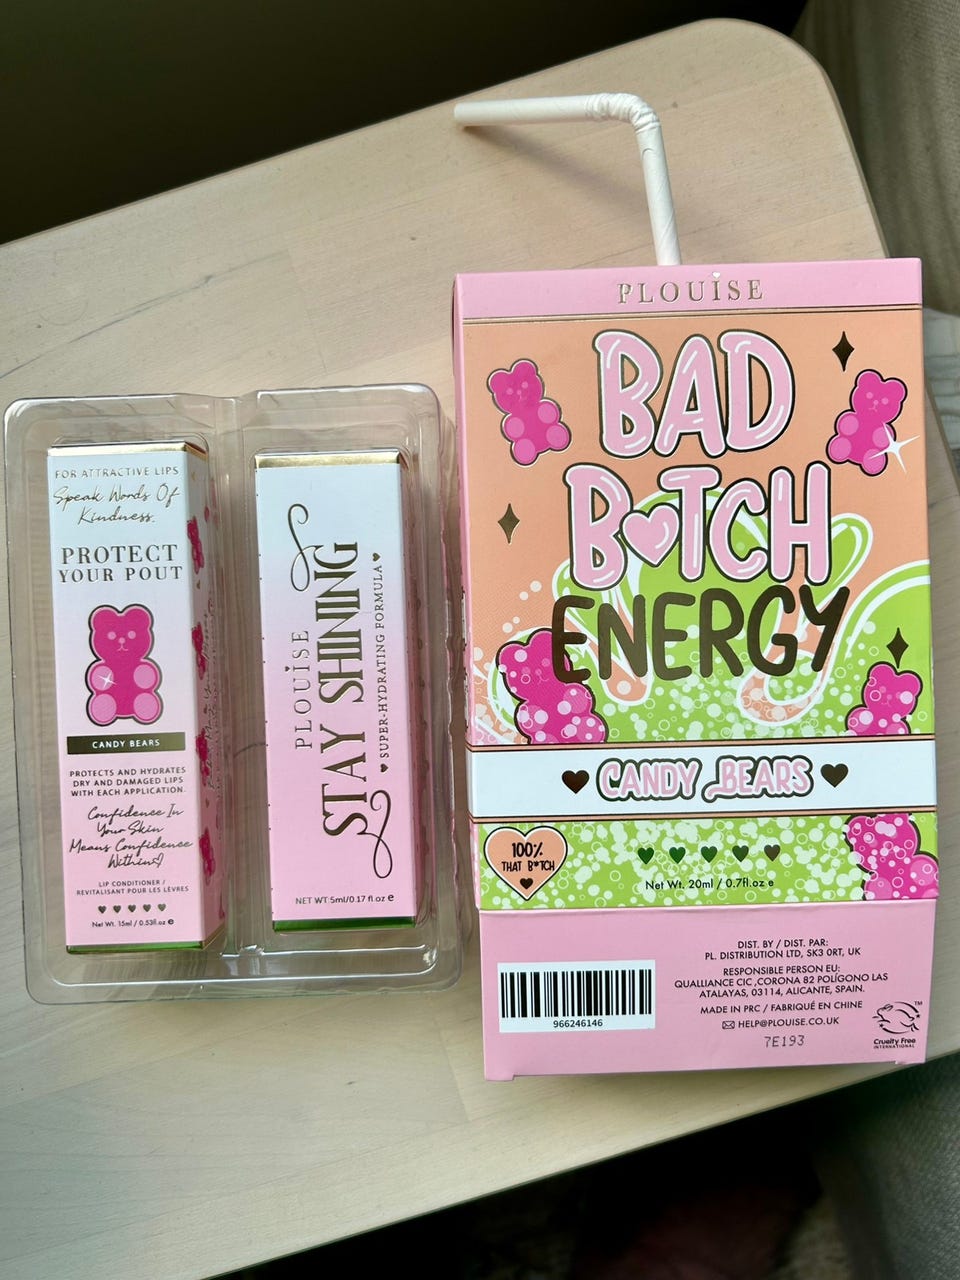 FOR ATTRACTIVE LIPS
Speak Words Of
Kindness.
PROTECT
YOUR POUT
CANDY BEARS
PROTECTS AND HYDRATES
DRY AND DAMAGED LIPS
WITH EACH APPLICATION.
Confidence In
Your Skin
Means Confidence
Within
LIP CONDITIONER /
REVITALISANT POUR LES LÈVRES
Net Wt. 15ml / 0.53fl.oz e
PLOUISE
STAY SHINING
SUPER-HYDRATING FORMULA
NET WT 5ml/0.17 fl.oz e
PLOUISE
BAD
B♥TCH
ENERGY
CANDY BEARS
100%
THAT B*TCH
Net Wt. 20ml / 0.7fl.oz e
DIST. BY / DIST. PAR:
PL. DISTRIBUTION LTD, SK3 0RT, UK
RESPONSIBLE PERSON EU:
QUALLIANCE CIC ,CORONA 82 POLÍGONO LAS
ATALAYAS, 03114, ALICANTE, SPAIN.
MADE IN PRC / FABRIQUÉ EN CHINE
HELP@PLOUISE.CO.UK
7E193
966246146
Cruelty Free
INTERNATIONAL
TM